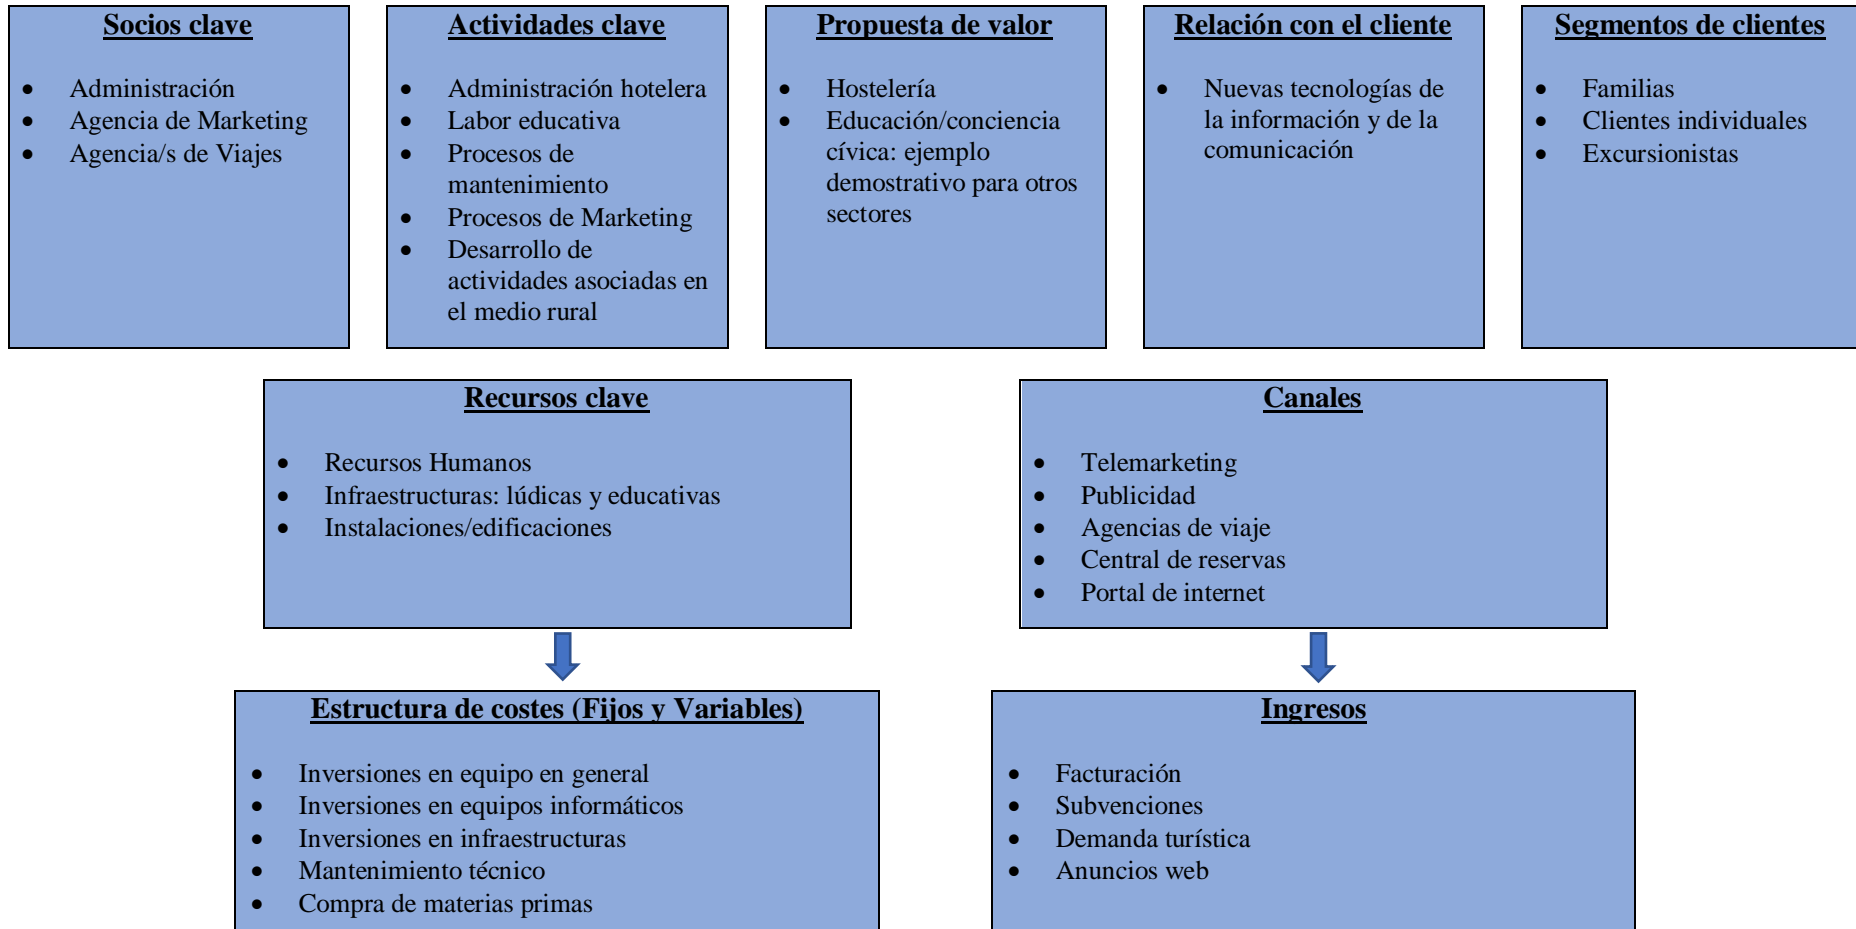 Socios clave
• Administración
• Agencia de Marketing
• Agencia/s de Viajes
Actividades clave
• Administración hotelera
• Labor educativa
• Procesos de
mantenimiento
• Procesos de Marketing
• Desarrollo de
actividades asociadas en
el medio rural
Propuesta de valor
• Hostelería
• Educación/conciencia
cívica: ejemplo
demostrativo para otros
sectores
Relación con el cliente
• Nuevas tecnologías de
la información y de la
comunicación
Segmentos de clientes
• Familias
• Clientes individuales
• Excursionistas
Recursos clave
• Recursos Humanos
• Infraestructuras: lúdicas y educativas
• Instalaciones/edificaciones
Canales
• Telemarketing
• Publicidad
• Agencias de viaje
• Central de reservas
• Portal de internet
Estructura de costes (Fijos y Variables)
• Inversiones en equipo en general
• Inversiones en equipos informáticos
• Inversiones en infraestructuras
• Mantenimiento técnico
• Compra de materias primas
Ingresos
• Facturación
• Subvenciones
• Demanda turística
• Anuncios web